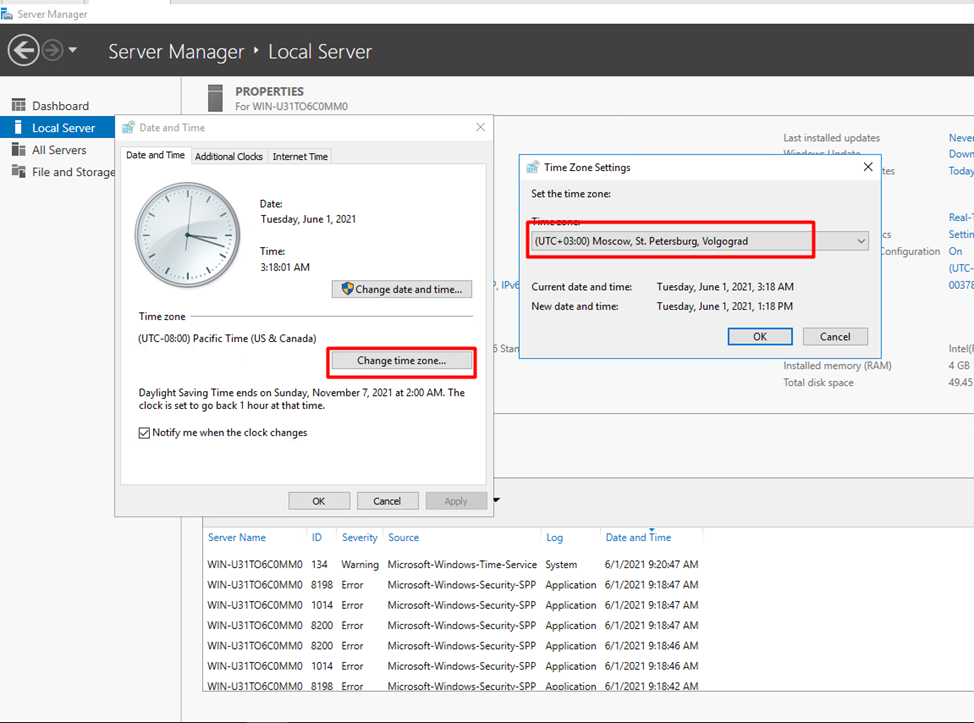 Server Manager
Server Manager ‣ Local Server
Dashboard
Local Server
All Servers
File and Storage
PROPERTIES
For WIN-U31TO6C0MM0
Last installed updates
Windows Update
Never
Down
Today
Real-T
Settin
Configuration
On
(UTC-
00378
Intel(R
Installed memory (RAM)
4 GB
Total disk space
49.45
Date and Time
Date and Time
Additional Clocks
Internet Time
Date:
Tuesday, June 1, 2021
Time:
3:18:01 AM
Change date and time...
Time zone
(UTC-08:00) Pacific Time (US & Canada)
Change time zone...
Daylight Saving Time ends on Sunday, November 7, 2021 at 2:00 AM. The
clock is set to go back 1 hour at that time.
Notify me when the clock changes
OK
Cancel
Apply
Time Zone Settings
Set the time zone:
Time zone:
(UTC+03:00) Moscow, St. Petersburg, Volgograd
Current date and time: Tuesday, June 1, 2021, 3:18 AM
New date and time: Tuesday, June 1, 2021, 1:18 PM
OK
Cancel
Server Name ID Severity Source Log Date and Time
WIN-U31TO6C0MM0 134 Warning Microsoft-Windows-Time-Service System 6/1/2021 9:20:47 AM
WIN-U31TO6C0MM0 8198 Error Microsoft-Windows-Security-SPP Application 6/1/2021 9:18:47 AM
WIN-U31TO6C0MM0 1014 Error Microsoft-Windows-Security-SPP Application 6/1/2021 9:18:47 AM
WIN-U31TO6C0MM0 8200 Error Microsoft-Windows-Security-SPP Application 6/1/2021 9:18:47 AM
WIN-U31TO6C0MM0 8200 Error Microsoft-Windows-Security-SPP Application 6/1/2021 9:18:46 AM
WIN-U31TO6C0MM0 1014 Error Microsoft-Windows-Security-SPP Application 6/1/2021 9:18:46 AM
WIN-U31TO6C0MM0 8198 Error Microsoft-Windows-Security-SPP Application 6/1/2021 9:18:42 AM